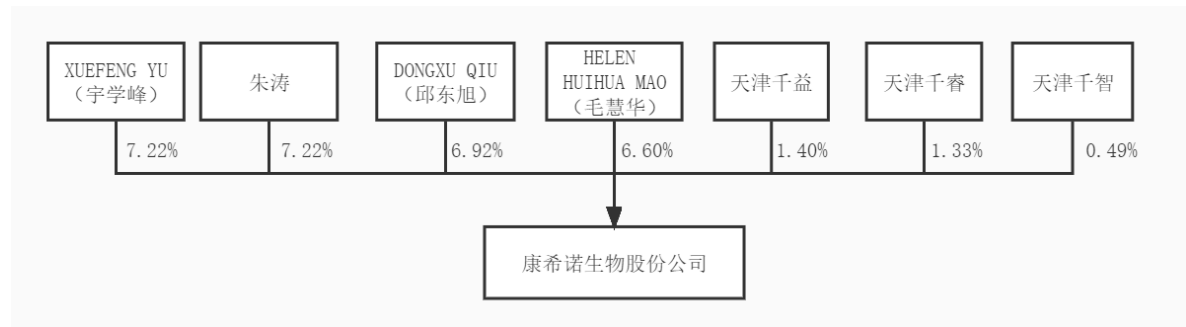 XUEFENG YU
（宇学峰）
朱涛
DONGXU QIU
（邱东旭）
HELEN
HUIHUA MAO
（毛慧华）
天津千益
天津千睿
天津千智
7.22%
7.22%
6.92%
6.60%
1.40%
1.33%
0.49%
康希诺生物股份公司